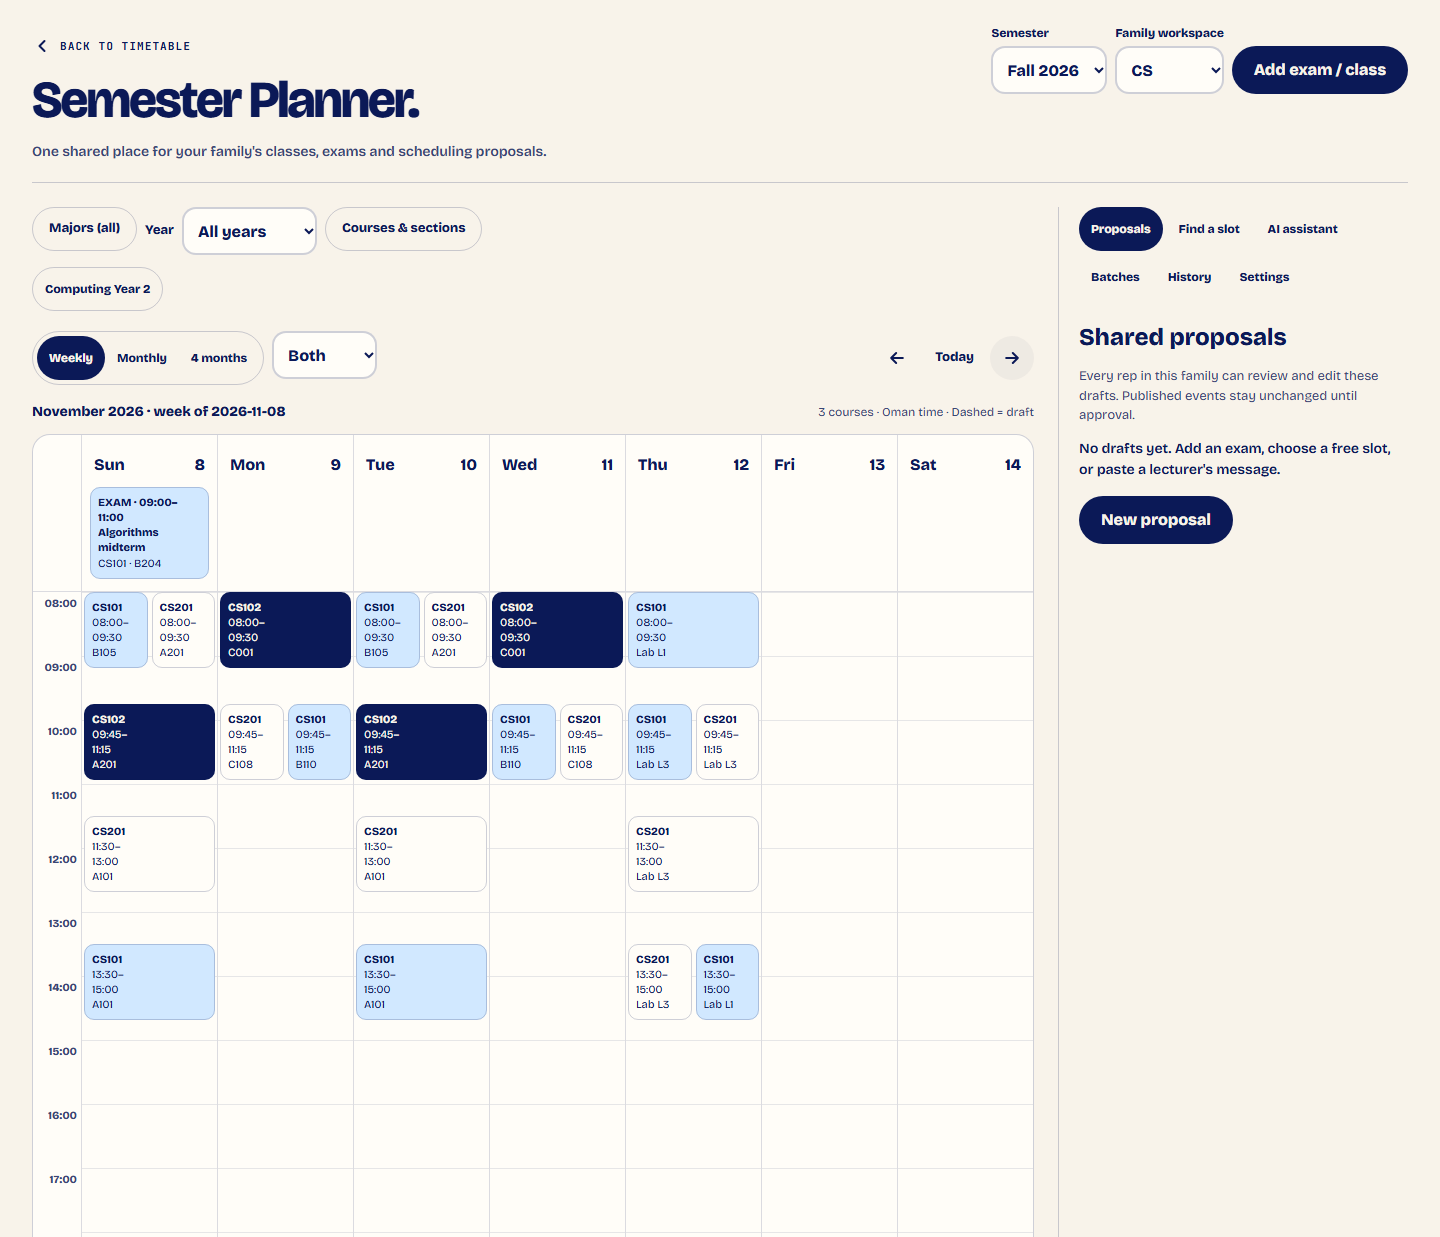 BACK TO TIMETABLE
Semester Planner.
One shared place for your family's classes, exams and scheduling proposals.
Semester
Family workspace
Fall 2026
CS
Add exam / class
Majors (all)
Year
All years
Courses & sections
Computing Year 2
Weekly
Monthly
4 months
Both
Today
November 2026 · week of 2026-11-08
3 courses · Oman time · Dashed = draft
Sun 8
Mon 9
Tue 10
Wed 11
Thu 12
Fri 13
Sat 14
EXAM · 09:00–
11:00
Algorithms
midterm
CS101 · B204
08:00
09:00
10:00
11:00
12:00
13:00
14:00
15:00
16:00
17:00
CS101
08:00–
09:30
B105
CS201
08:00–
09:30
A201
CS102
09:45–
11:15
A201
CS201
11:30–
13:00
A101
CS101
13:30–
15:00
A101
CS102
08:00–
09:30
C001
CS201
09:45–
11:15
C108
CS101
09:45–
11:15
B110
CS101
08:00–
09:30
B105
CS201
08:00–
09:30
A201
CS102
09:45–
11:15
A201
CS201
11:30–
13:00
A101
CS101
13:30–
15:00
A101
CS102
08:00–
09:30
C001
CS101
09:45–
11:15
B110
CS201
09:45–
11:15
C108
CS101
08:00–
09:30
Lab L1
CS101
09:45–
11:15
Lab L3
CS201
09:45–
11:15
Lab L3
CS201
11:30–
13:00
Lab L3
CS201
13:30–
15:00
Lab L3
CS101
13:30–
15:00
Lab L1
Proposals
Find a slot
AI assistant
Batches
History
Settings
Shared proposals
Every rep in this family can review and edit these
drafts. Published events stay unchanged until
approval.
No drafts yet. Add an exam, choose a free slot,
or paste a lecturer's message.
New proposal